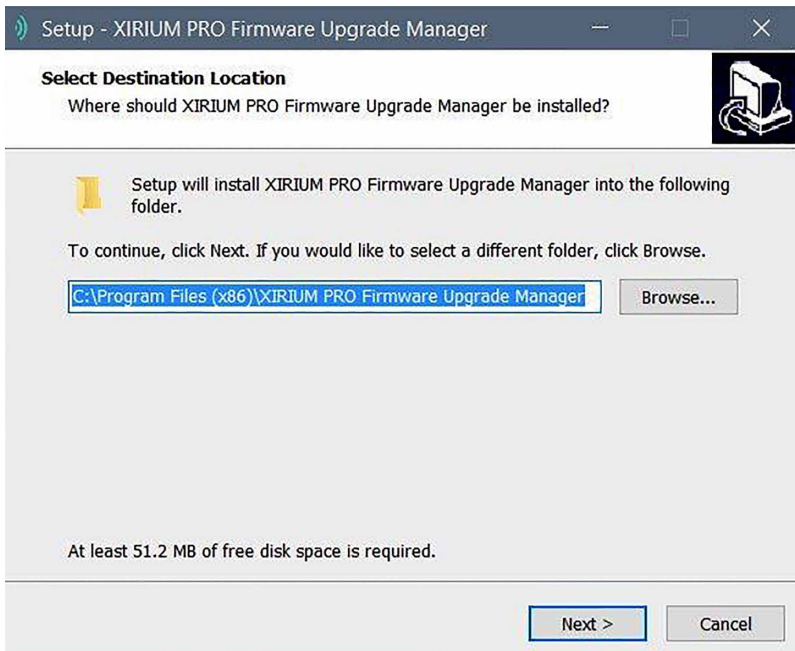 Setup - XIRIUM PRO Firmware Upgrade Manager
Select Destination Location
Where should XIRIUM PRO Firmware Upgrade Manager be installed?
Setup will install XIRIUM PRO Firmware Upgrade Manager into the following
folder.
To continue, click Next. If you would like to select a different folder, click Browse.
C:\Program Files (x86)\XIRIUM PRO Firmware Upgrade Manager
Browse...
At least 51.2 MB of free disk space is required.
Next >
Cancel